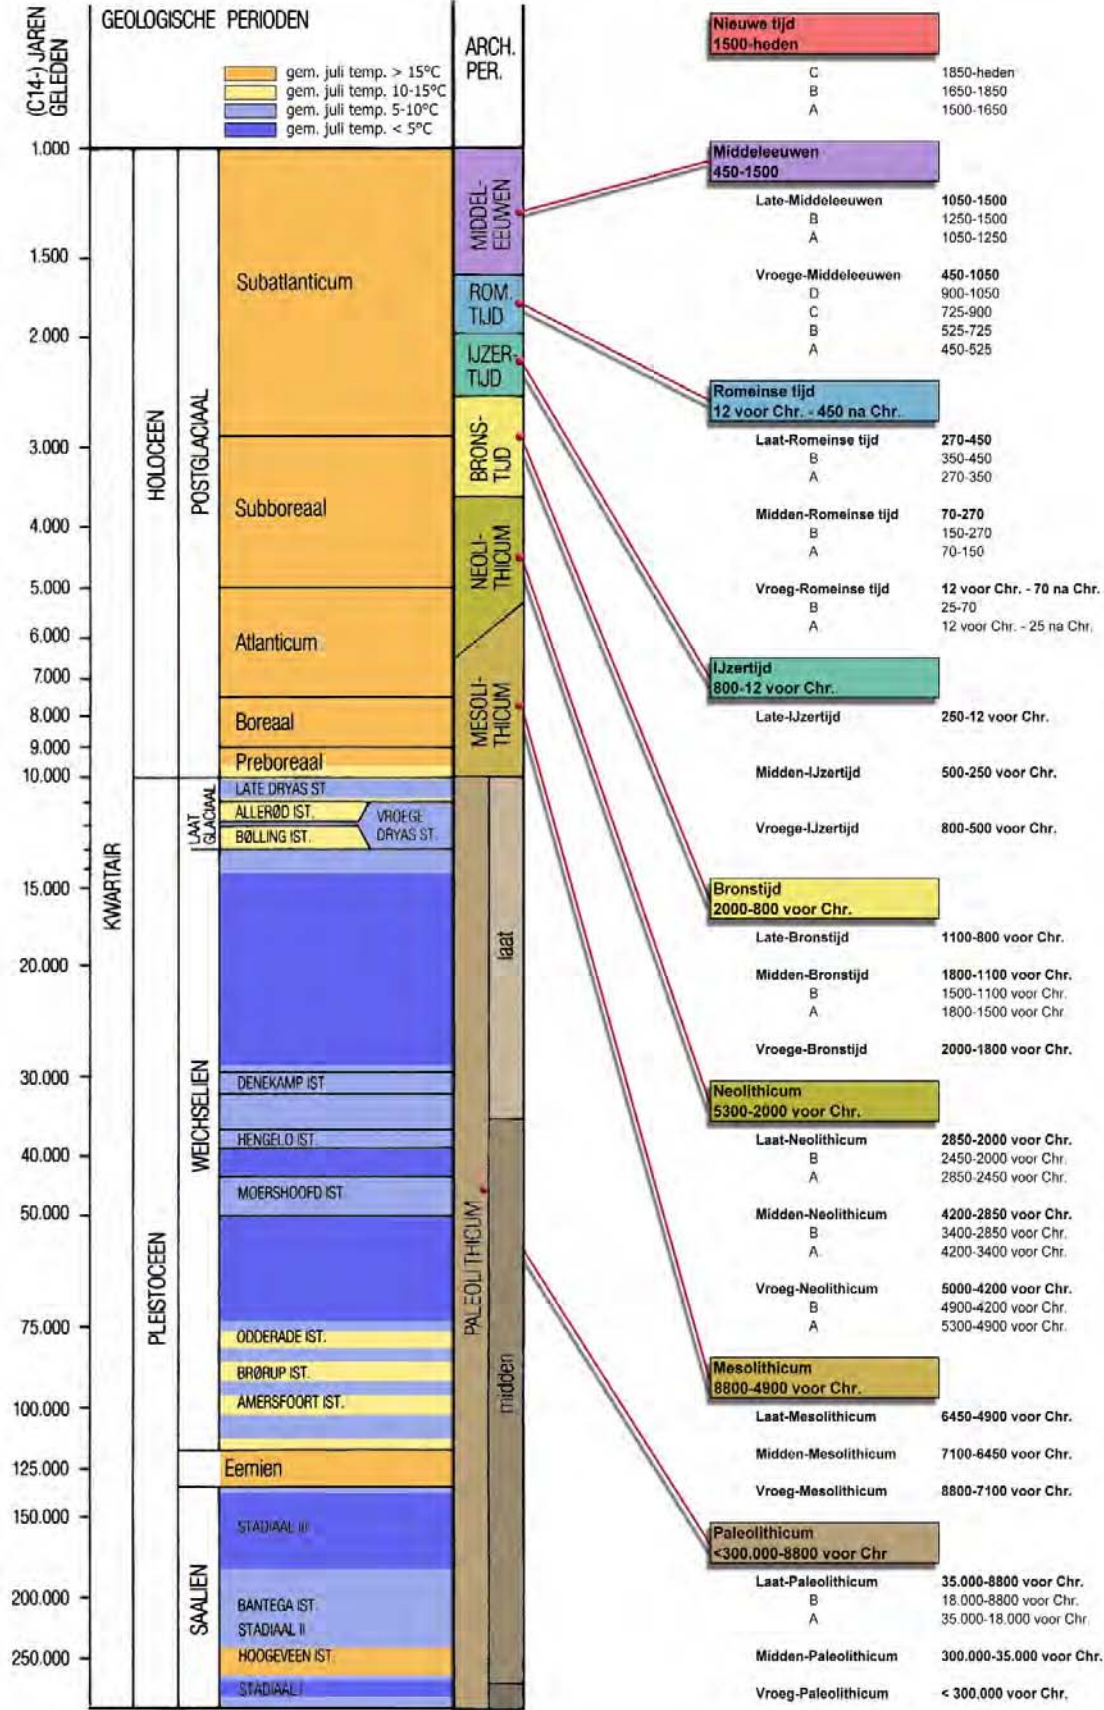 (C14-) JAREN
GELEDEN
GEOLOGISCHE PERIODEN
gem. juli temp. > 15°C
gem. juli temp. 10-15°C
gem. juli temp. 5-10°C
gem. juli temp. < 5°C
ARCH.
PER.
1.000
1.500
2.000
3.000
4.000
5.000
6.000
7.000
8.000
9.000
10.000
15.000
20.000
30.000
40.000
50.000
75.000
100.000
125.000
150.000
200.000
250.000
KWARTAIR
HOLOCEEN
PLEISTOCEEN
POSTGLACIAAL
LAAT
GLACIAAL
WEICHSELIEN
SAALIEN
Subatlanticum
Subboreaal
Atlanticum
Boreaal
Preboreaal
LATE DRYAS ST
ALLERØD IST.
VROEGE
DRYAS ST.
BØLLING IST.
DENEKAMP IST
HENGELO IST.
MOERSHOOFD IST.
ODDERADE IST.
BRØRUP IST.
AMERSFOORT IST.
Eemien
STADIAAL III
BANTEGA IST.
STADIAAL II
HOOGEVEEN IST.
STADIAAL I
MIDDEL-
EEUWEN
ROM.
TIJD
IJZER-
TIJD
BRONS-
TIJD
NEOLI-
THICUM
MESOLI-
THICUM
PALEOLITHICUM
laat
midden
Nieuwe tijd
1500-heden
C 1850-heden
B 1650-1850
A 1500-1650
Middeleeuwen
450-1500
Late-Middeleeuwen 1050-1500
B 1250-1500
A 1050-1250
Vroege-Middeleeuwen 450-1050
D 900-1050
C 725-900
B 525-725
A 450-525
Romeinse tijd
12 voor Chr. - 450 na Chr.
Laat-Romeinse tijd 270-450
B 350-450
A 270-350
Midden-Romeinse tijd 70-270
B 150-270
A 70-150
Vroeg-Romeinse tijd 12 voor Chr. - 70 na Chr.
B 25-70
A 12 voor Chr. - 25 na Chr.
IJzertijd
800-12 voor Chr.
Late-IJzertijd 250-12 voor Chr.
Midden-IJzertijd 500-250 voor Chr.
Vroege-IJzertijd 800-500 voor Chr.
Bronstijd
2000-800 voor Chr.
Late-Bronstijd 1100-800 voor Chr.
Midden-Bronstijd 1800-1100 voor Chr.
B 1500-1100 voor Chr.
A 1800-1500 voor Chr.
Vroege-Bronstijd 2000-1800 voor Chr.
Neolithicum
5300-2000 voor Chr.
Laat-Neolithicum 2850-2000 voor Chr.
B 2450-2000 voor Chr.
A 2850-2450 voor Chr.
Midden-Neolithicum 4200-2850 voor Chr.
B 3400-2850 voor Chr.
A 4200-3400 voor Chr.
Vroeg-Neolithicum 5000-4200 voor Chr.
B 4900-4200 voor Chr.
A 5300-4900 voor Chr.
Mesolithicum
8800-4900 voor Chr.
Laat-Mesolithicum 6450-4900 voor Chr.
Midden-Mesolithicum 7100-6450 voor Chr.
Vroeg-Mesolithicum 8800-7100 voor Chr.
Paleolithicum
<300.000-8800 voor Chr
Laat-Paleolithicum 35.000-8800 voor Chr.
B 18.000-8800 voor Chr.
A 35.000-18.000 voor Chr.
Midden-Paleolithicum 300.000-35.000 voor Chr.
Vroeg-Paleolithicum < 300.000 voor Chr.